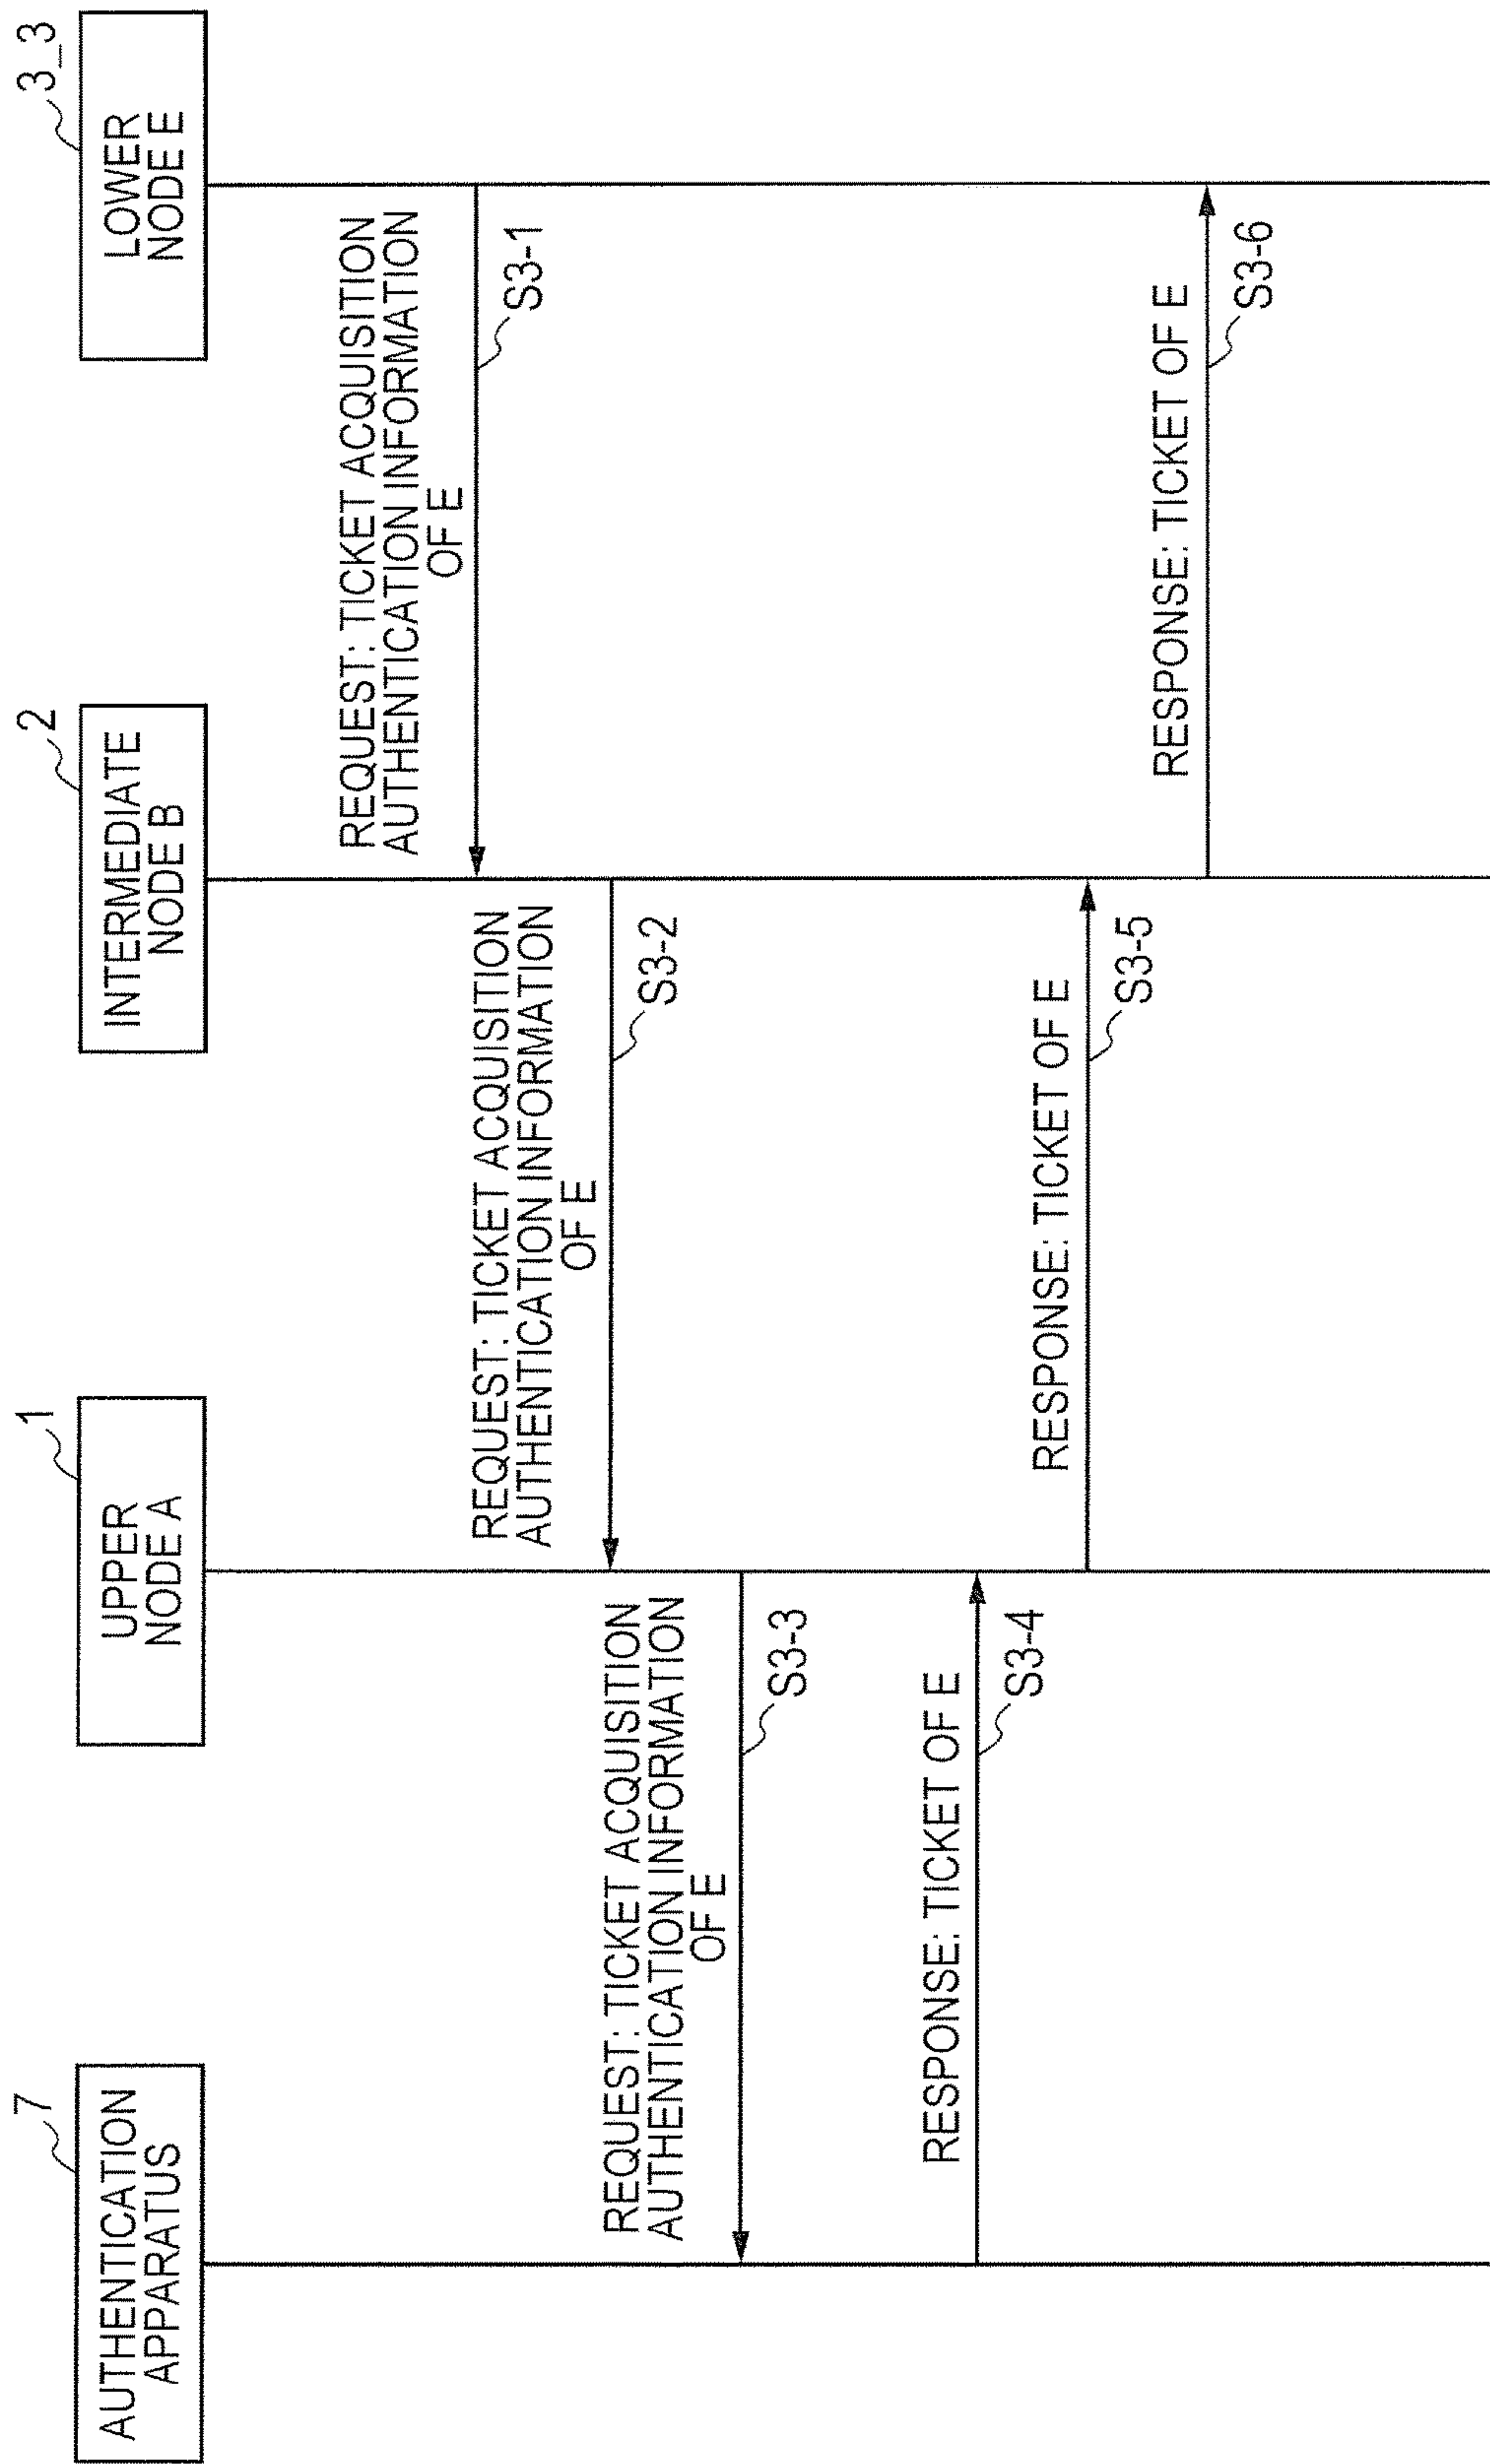 7
AUTHENTICATION
APPARATUS
1
UPPER
NODE A
2
INTERMEDIATE
NODE B
3_3
LOWER
NODE E
REQUEST: TICKET ACQUISITION
AUTHENTICATION INFORMATION
OF E
S3-1
REQUEST: TICKET ACQUISITION
AUTHENTICATION INFORMATION
OF E
S3-2
REQUEST: TICKET ACQUISITION
AUTHENTICATION INFORMATION
OF E
S3-3
RESPONSE: TICKET OF E
S3-4
RESPONSE: TICKET OF E
S3-5
RESPONSE: TICKET OF E
S3-6